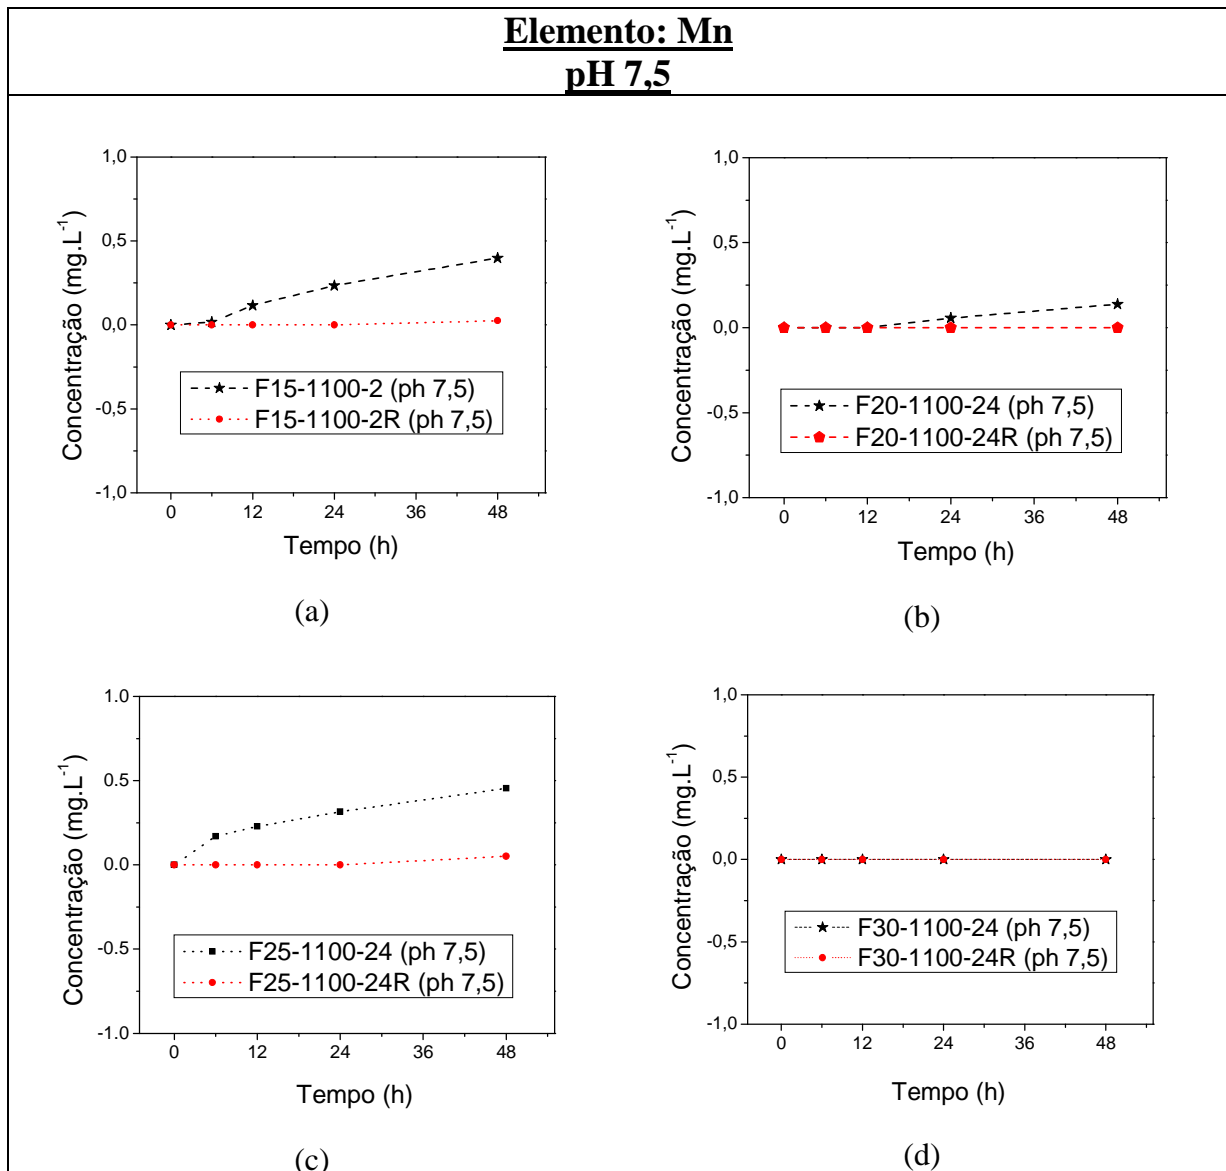 Elemento: Mn
pH 7,5
1,0
0,5
0,0
-0,5
-1,0
Concentração (mg.L⁻¹)
F15-1100-2 (ph 7,5)
F15-1100-2R (ph 7,5)
0 12 24 36 48
Tempo (h)
(a)
1,0
0,5
0,0
-0,5
-1,0
Concentração (mg.L⁻¹)
F20-1100-24 (ph 7,5)
F20-1100-24R (ph 7,5)
0 12 24 36 48
Tempo (h)
(b)
1.0
0.5
0.0
-0.5
-1.0
Concentração (mg.L⁻¹)
F25-1100-24 (ph 7,5)
F25-1100-24R (ph 7,5)
0 12 24 36 48
Tempo (h)
(c)
1,0
0,5
0,0
-0,5
-1,0
Concentração (mg.L⁻¹)
F30-1100-24 (ph 7,5)
F30-1100-24R (ph 7,5)
0 12 24 36 48
Tempo (h)
(d)